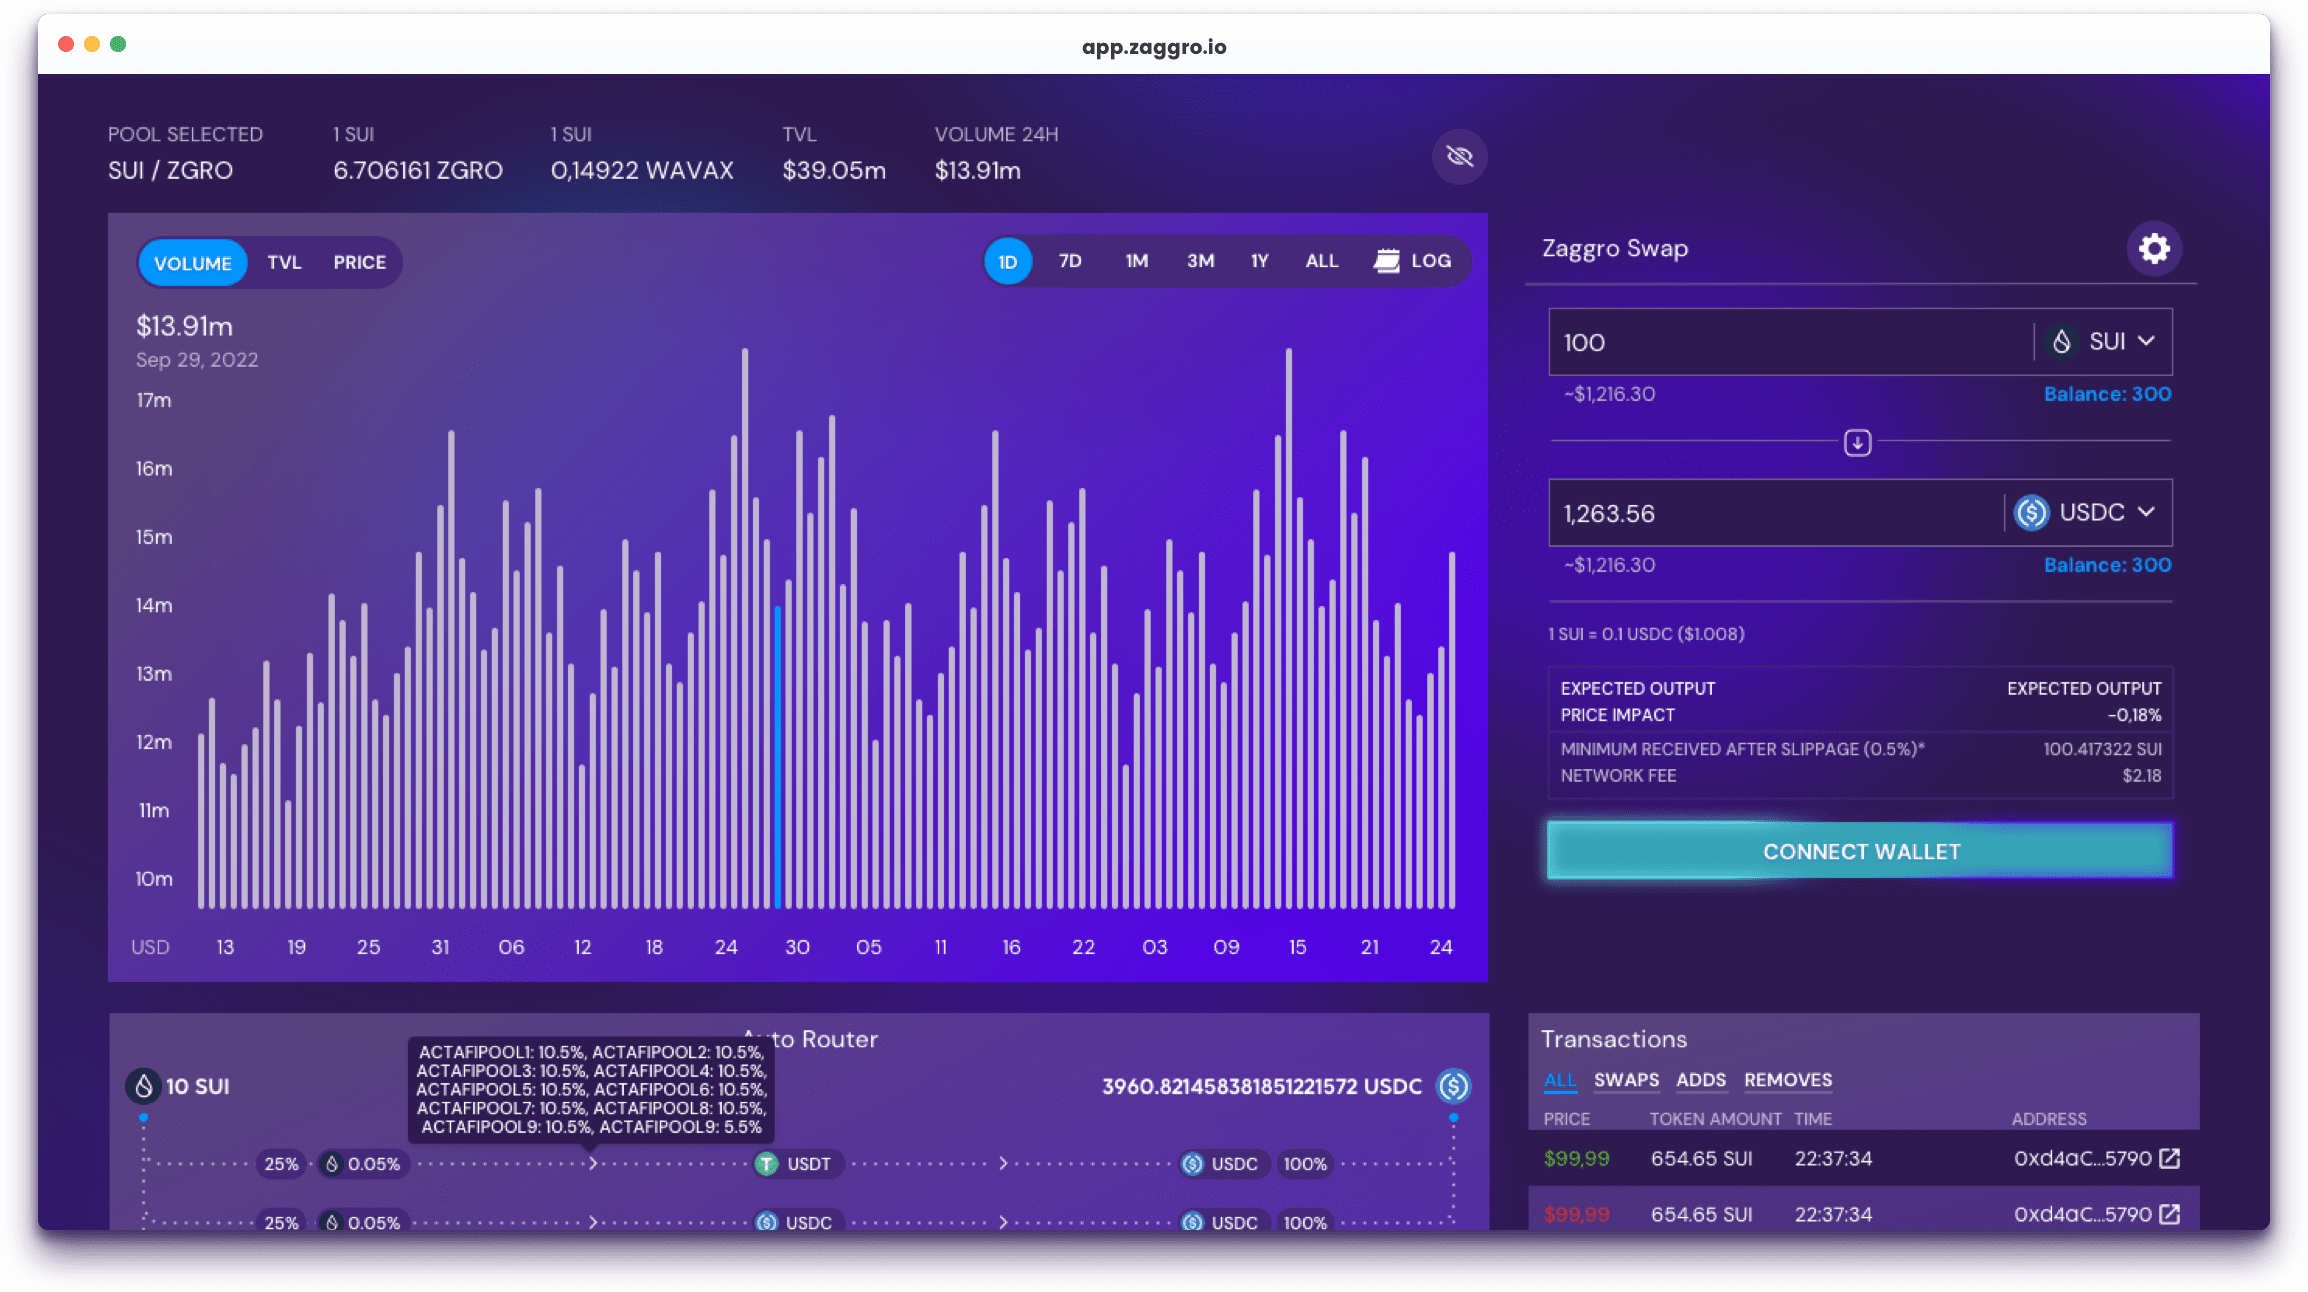 app.zaggro.io
POOL SELECTED
SUI / ZGRO
1 SUI
6.706161 ZGRO
1 SUI
0,14922 WAVAX
TVL
$39.05m
VOLUME 24H
$13.91m
VOLUME TVL PRICE
1D 7D 1M 3M 1Y ALL LOG
$13.91m
Sep 29, 2022
17m
16m
15m
14m
13m
12m
11m
10m
USD 13 19 25 31 06 12 18 24 30 05 11 16 22 03 09 15 21 24
Zaggro Swap
100 SUI
~$1,216.30 Balance: 300
1,263.56 USDC
~$1,216.30 Balance: 300
1 SUI = 0.1 USDC ($1.008)
EXPECTED OUTPUT EXPECTED OUTPUT
PRICE IMPACT -0,18%
MINIMUM RECEIVED AFTER SLIPPAGE (0.5%)* 100.417322 SUI
NETWORK FEE $2.18
CONNECT WALLET
Auto Router
10 SUI
ACTAFIPOOL1: 10.5%, ACTAFIPOOL2: 10.5%,
ACTAFIPOOL3: 10.5%, ACTAFIPOOL4: 10.5%,
ACTAFIPOOL5: 10.5%, ACTAFIPOOL6: 10.5%,
ACTAFIPOOL7: 10.5%, ACTAFIPOOL8: 10.5%,
ACTAFIPOOL9: 10.5%, ACTAFIPOOL9: 5.5%
3960.821458381851221572 USDC
25% 0.05% USDT USDC 100%
25% 0.05% USDC USDC 100%
Transactions
ALL SWAPS ADDS REMOVES
PRICE TOKEN AMOUNT TIME ADDRESS
$99,99 654.65 SUI 22:37:34 0xd4aC...5790
$99,99 654.65 SUI 22:37:34 0xd4aC...5790